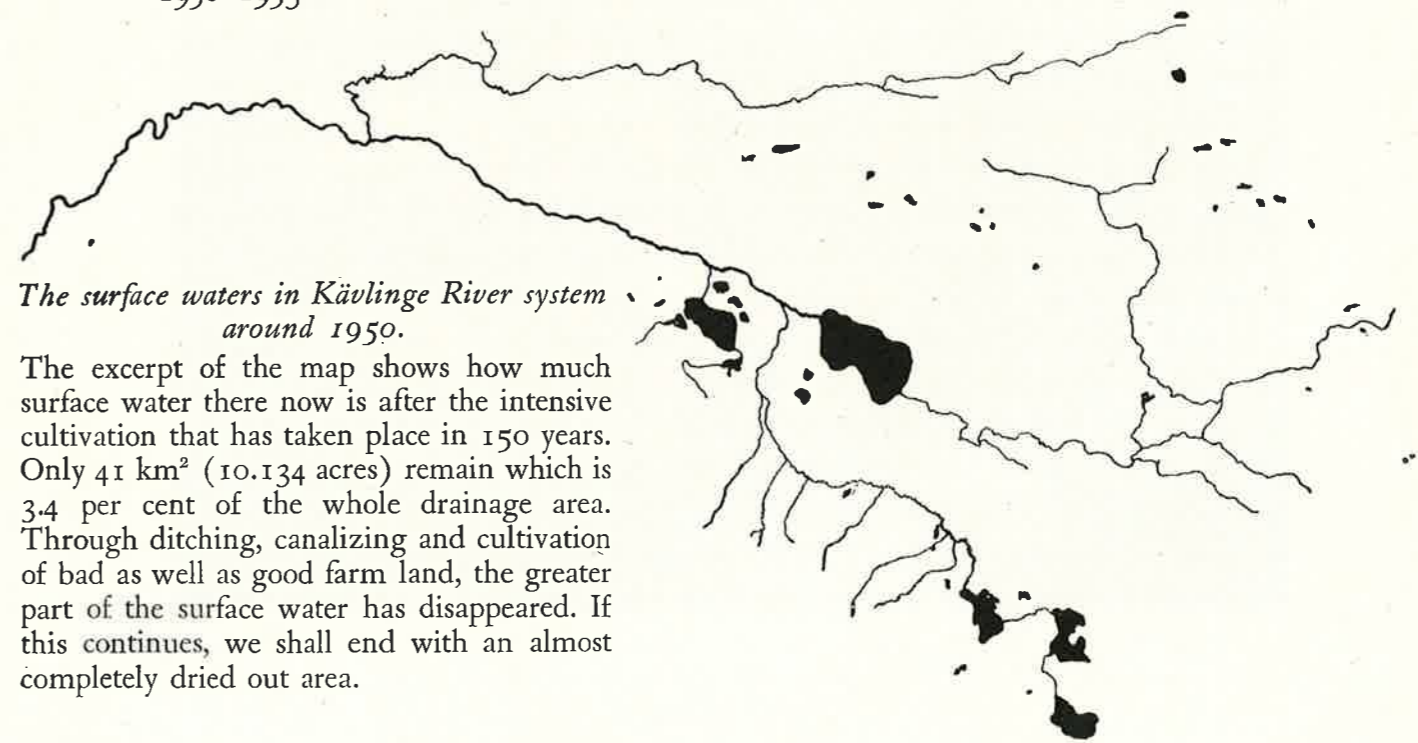 1950-1953
The surface waters in Kävlinge River system
around 1950.
The excerpt of the map shows how much
surface water there now is after the intensive
cultivation that has taken place in 150 years.
Only 41 km² (10.134 acres) remain which is
3.4 per cent of the whole drainage area.
Through ditching, canalizing and cultivation
of bad as well as good farm land, the greater
part of the surface water has disappeared. If
this continues, we shall end with an almost
completely dried out area.